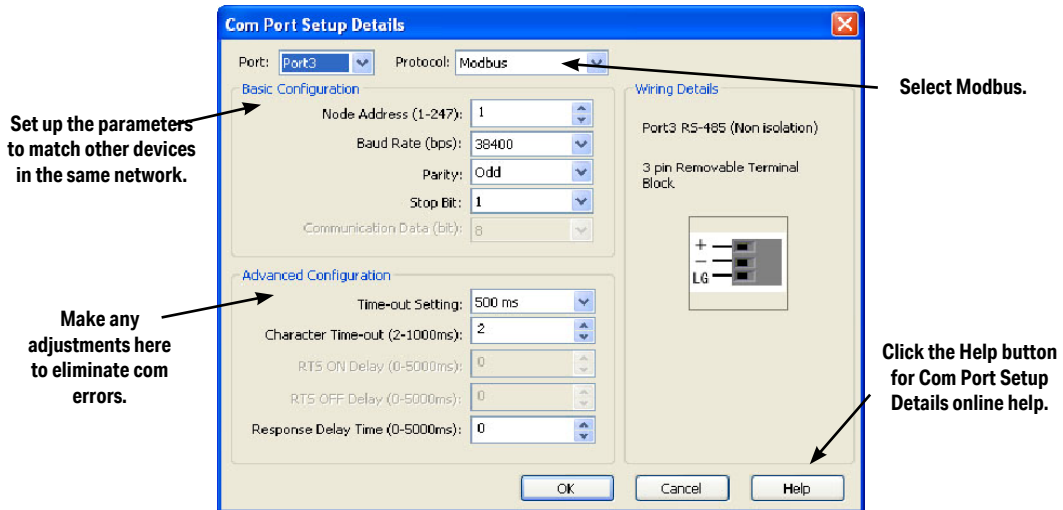 Com Port Setup Details
Port: Port3 Protocol: Modbus
Select Modbus.
Set up the parameters
to match other devices
in the same network.
Basic Configuration
Node Address (1-247): 1
Baud Rate (bps): 38400
Parity: Odd
Stop Bit: 1
Communication Data (bit): 8
Wiring Details
Port3 RS-485 (Non isolation)
3 pin Removable Terminal
Block
+
−
LG
Make any
adjustments here
to eliminate com
errors.
Advanced Configuration
Time-out Setting: 500 ms
Character Time-out (2-1000ms): 2
RTS ON Delay (0-5000ms): 0
RTS OFF Delay (0-5000ms): 0
Response Delay Time (0-5000ms): 0
Click the Help button
for Com Port Setup
Details online help.
OK Cancel Help